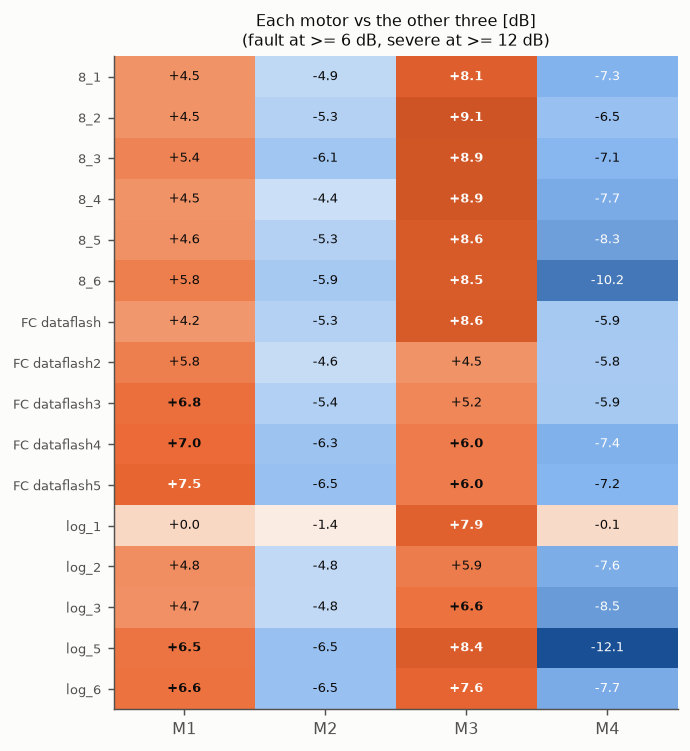 Each motor vs the other three [dB]
(fault at >= 6 dB, severe at >= 12 dB)
8_1 +4.5 -4.9 +8.1 -7.3
8_2 +4.5 -5.3 +9.1 -6.5
8_3 +5.4 -6.1 +8.9 -7.1
8_4 +4.5 -4.4 +8.9 -7.7
8_5 +4.6 -5.3 +8.6 -8.3
8_6 +5.8 -5.9 +8.5 -10.2
FC dataflash +4.2 -5.3 +8.6 -5.9
FC dataflash2 +5.8 -4.6 +4.5 -5.8
FC dataflash3 +6.8 -5.4 +5.2 -5.9
FC dataflash4 +7.0 -6.3 +6.0 -7.4
FC dataflash5 +7.5 -6.5 +6.0 -7.2
log_1 +0.0 -1.4 +7.9 -0.1
log_2 +4.8 -4.8 +5.9 -7.6
log_3 +4.7 -4.8 +6.6 -8.5
log_5 +6.5 -6.5 +8.4 -12.1
log_6 +6.6 -6.5 +7.6 -7.7
M1 M2 M3 M4